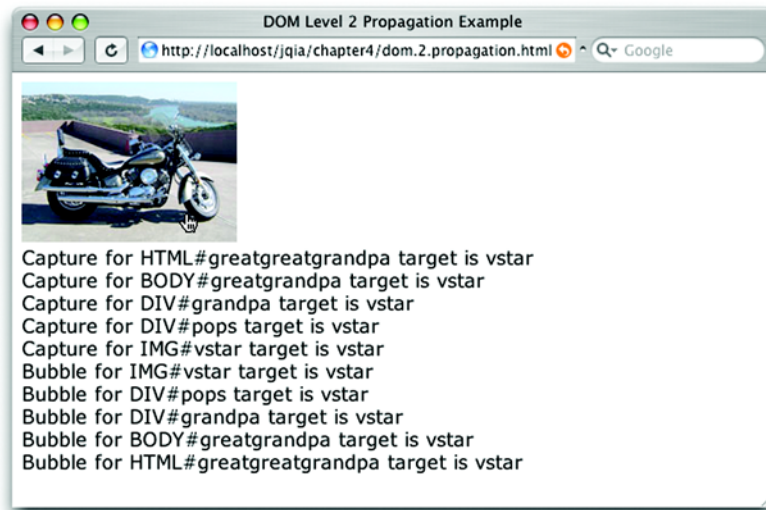 DOM Level 2 Propagation Example
http://localhost/jqia/chapter4/dom.2.propagation.html
Google
Capture for HTML#greatgreatgrandpa target is vstar
Capture for BODY#greatgrandpa target is vstar
Capture for DIV#grandpa target is vstar
Capture for DIV#pops target is vstar
Capture for IMG#vstar target is vstar
Bubble for IMG#vstar target is vstar
Bubble for DIV#pops target is vstar
Bubble for DIV#grandpa target is vstar
Bubble for BODY#greatgrandpa target is vstar
Bubble for HTML#greatgreatgrandpa target is vstar